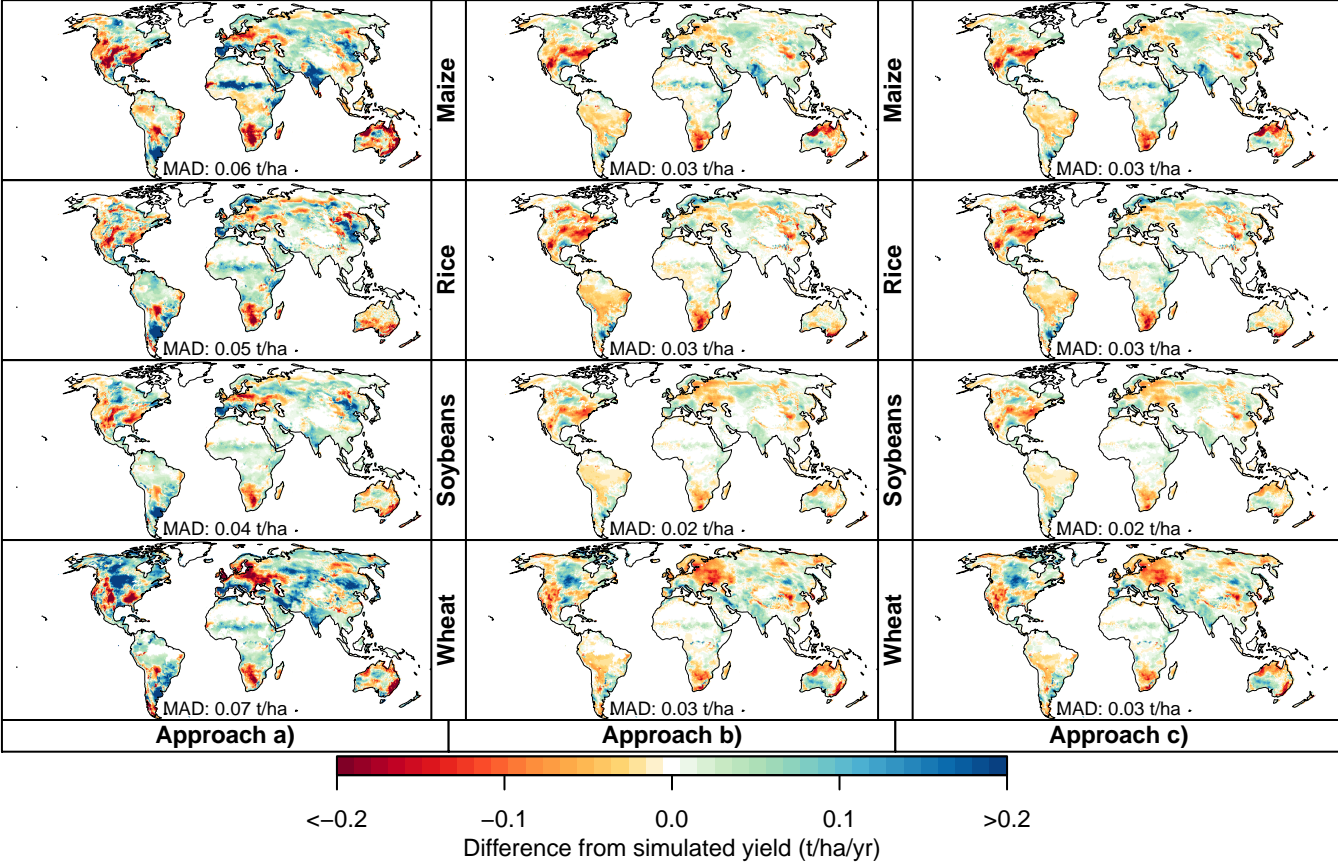 MAD: 0.06 t/ha
Maize
MAD: 0.03 t/ha
Maize
MAD: 0.03 t/ha
MAD: 0.05 t/ha
Rice
MAD: 0.03 t/ha
Rice
MAD: 0.03 t/ha
MAD: 0.04 t/ha
Soybeans
MAD: 0.02 t/ha
Soybeans
MAD: 0.02 t/ha
MAD: 0.07 t/ha
Wheat
MAD: 0.03 t/ha
Wheat
MAD: 0.03 t/ha
Approach a)
Approach b)
Approach c)
<−0.2
−0.1
0.0
0.1
>0.2
Difference from simulated yield (t/ha/yr)